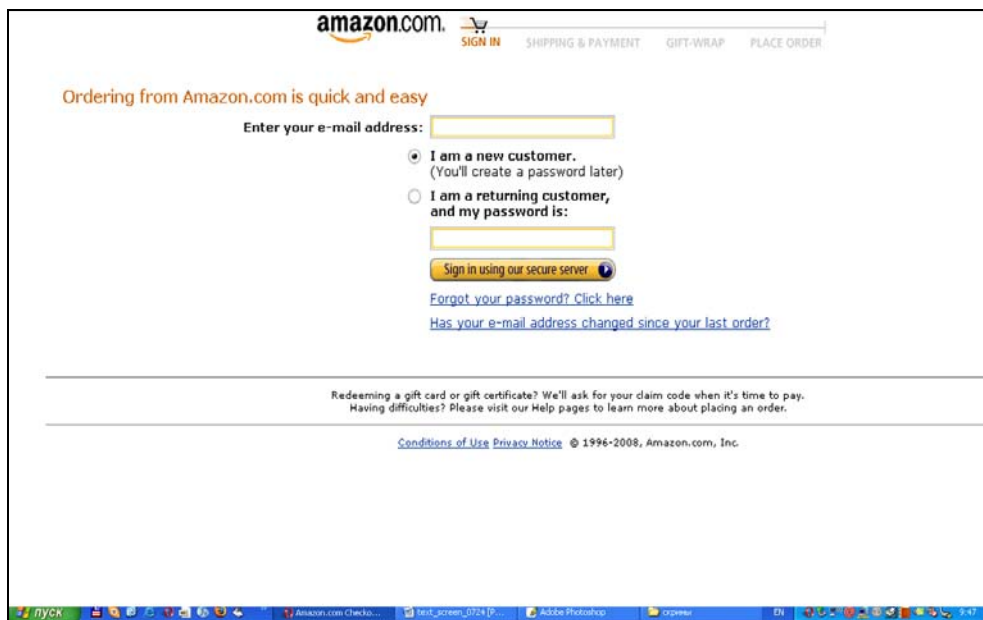 amazon.com.
SIGN IN SHIPPING & PAYMENT GIFT-WRAP PLACE ORDER
Ordering from Amazon.com is quick and easy
Enter your e-mail address:
I am a new customer.
(You'll create a password later)
I am a returning customer,
and my password is:
Sign in using our secure server
Forgot your password? Click here
Has your e-mail address changed since your last order?
Redeeming a gift card or gift certificate? We'll ask for your claim code when it's time to pay.
Having difficulties? Please visit our Help pages to learn more about placing an order.
Conditions of Use Privacy Notice © 1996-2008, Amazon.com, Inc.
пуск Amazon.com Checko... text_screen_0724 [P... Adobe Photoshop скрины EN 9:47